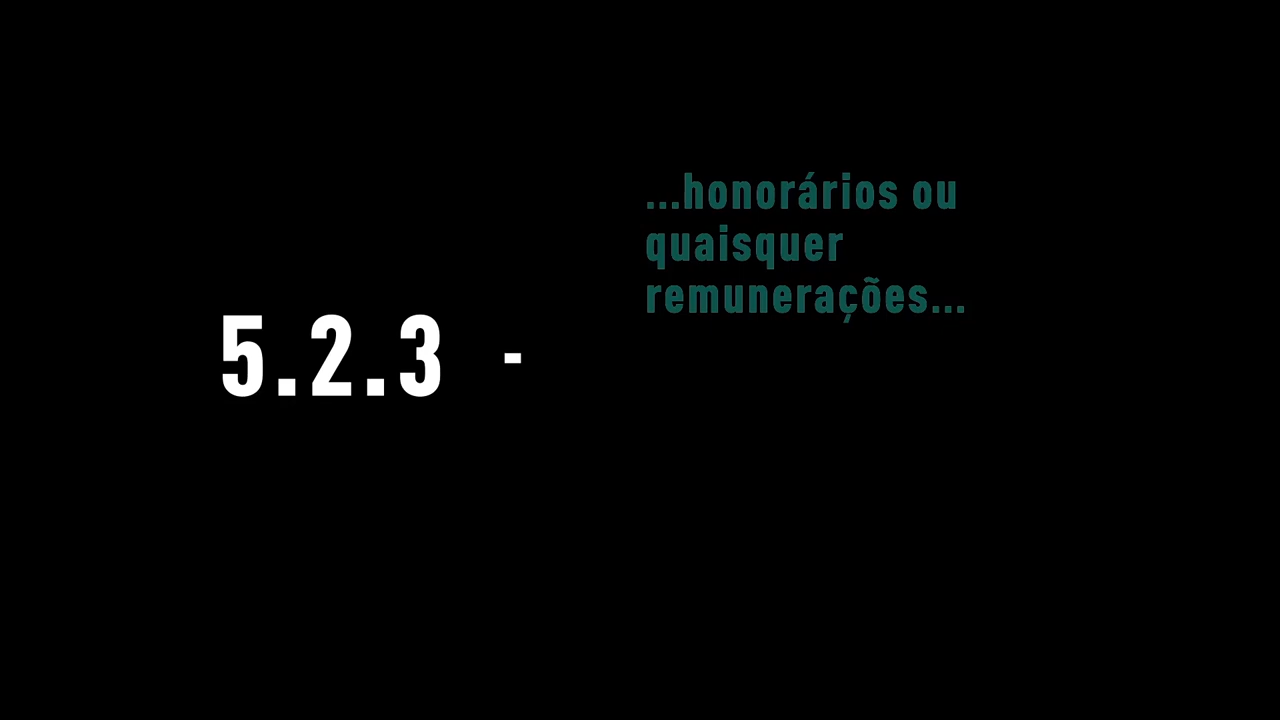 5.2.3 -
...honorários ou
quaisquer
remunerações...